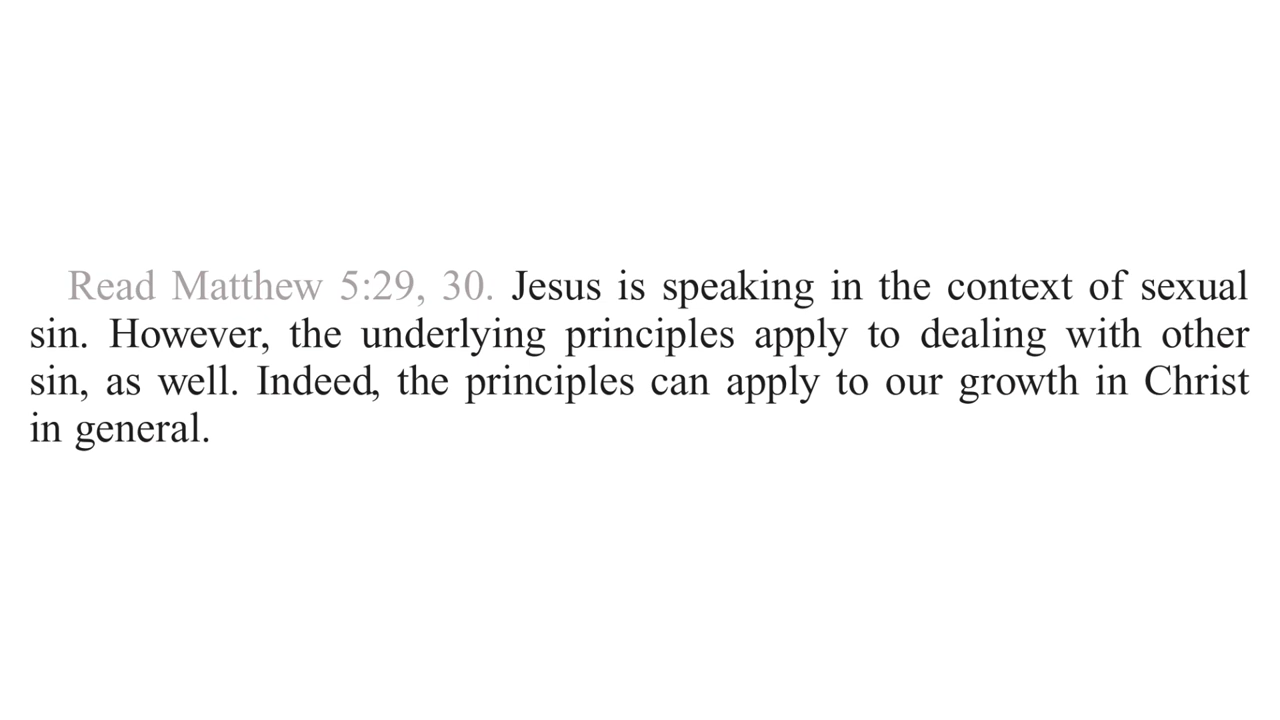 Read Matthew 5:29, 30. Jesus is speaking in the context of sexual
sin. However, the underlying principles apply to dealing with other
sin, as well. Indeed, the principles can apply to our growth in Christ
in general.